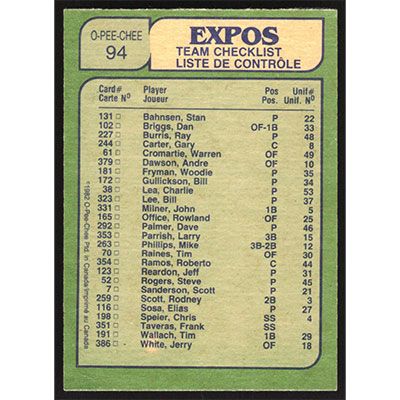 O-PEE-CHEE
94
EXPOS
TEAM CHECKLIST
LISTE DE CONTRÔLE
Card# Player Pos Unif#
Carte Nº Joueur Pos. Unif. Nº
131 □ Bahnsen, Stan P 22
102 □ Briggs, Dan OF-1B 33
227 □ Burris, Ray P 48
244 □ Carter, Gary C 8
61 □ Cromartie, Warren OF 49
379 □ Dawson, Andre OF 10
181 □ Fryman, Woodie P 35
172 □ Gullickson, Bill P 34
38 □ Lea, Charlie P 53
323 □ Lee, Bill P 37
331 □ Milner, John 1B 5
165 □ Office, Rowland OF 25
292 □ Palmer, Dave P 46
353 □ Parrish, Larry 3B 15
263 □ Phillips, Mike 3B-2B 12
70 □ Raines, Tim OF 30
354 □ Ramos, Roberto C 44
123 □ Reardon, Jeff P 31
52 □ Rogers, Steve P 45
7 □ Sanderson, Scott P 21
259 □ Scott, Rodney 2B 3
116 □ Sosa, Elias P 27
198 □ Speier, Chris SS 4
351 □ Taveras, Frank SS
191 □ Wallach, Tim 1B 29
386 □ White, Jerry OF 18
©1982 O-Pee-Chee Ptd. in Canada Imprimé au Canada